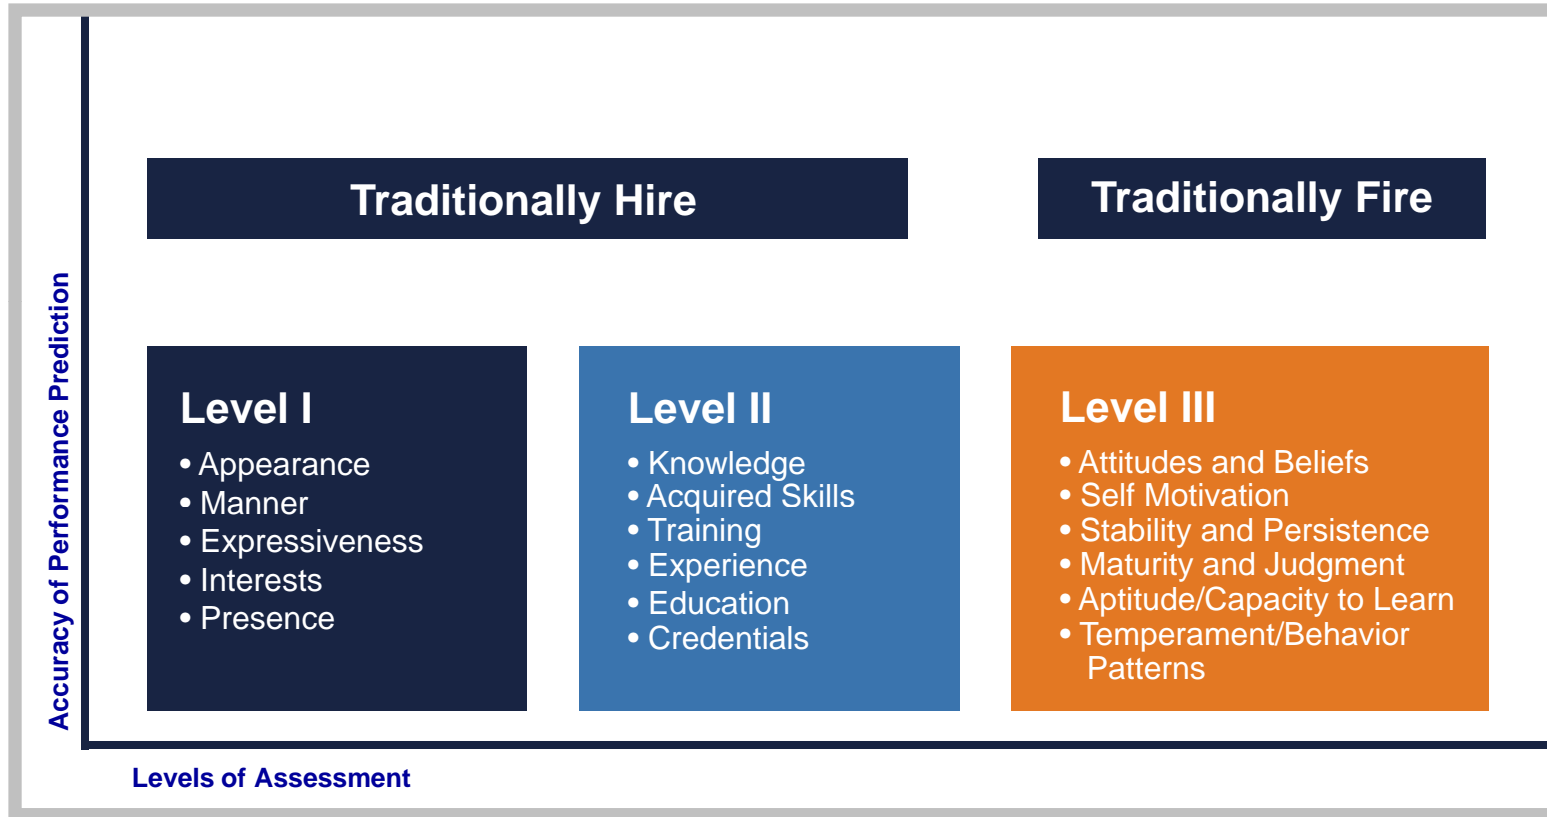 Traditionally Hire
Traditionally Fire
Accuracy of Performance Prediction
Level I
• Appearance
• Manner
• Expressiveness
• Interests
• Presence
Level II
• Knowledge
• Acquired Skills
• Training
• Experience
• Education
• Credentials
Level III
• Attitudes and Beliefs
• Self Motivation
• Stability and Persistence
• Maturity and Judgment
• Aptitude/Capacity to Learn
• Temperament/Behavior
Patterns
Levels of Assessment